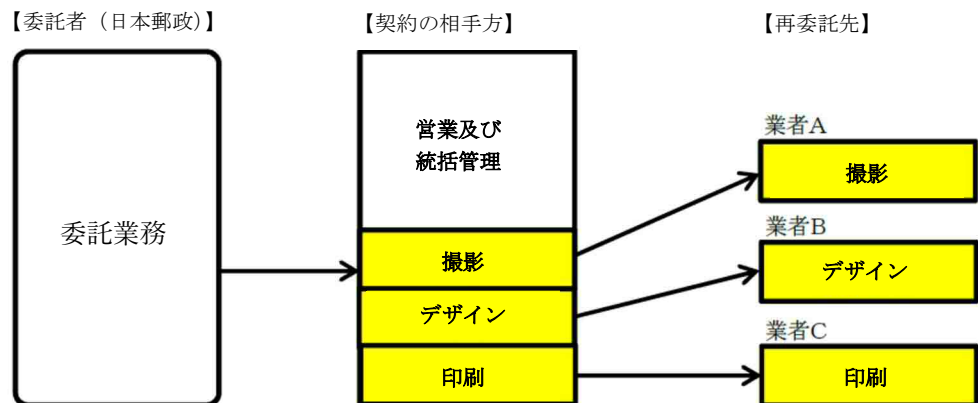 【委託者（日本郵政）】
【契約の相手方】
【再委託先】
委託業務
営業及び
統括管理
撮影
デザイン
印刷
業者A
撮影
業者B
デザイン
業者C
印刷